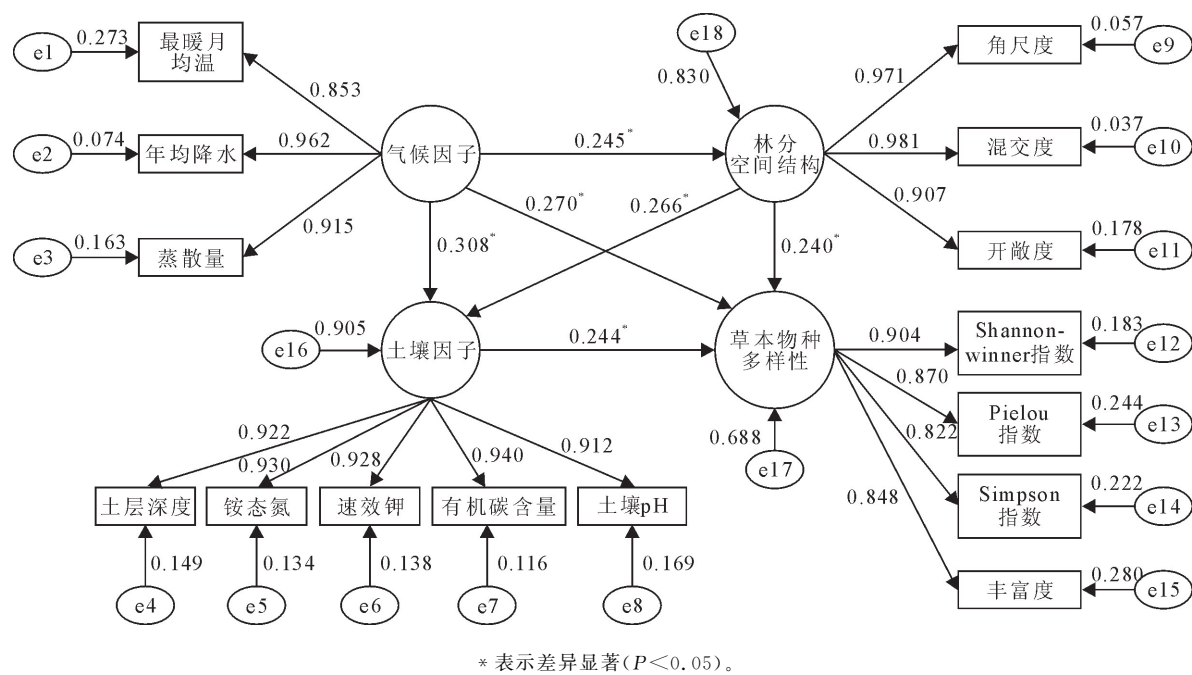 e1
0.273
最暖月
均温
0.853
e2
0.074
年均降水
0.962
e3
0.163
蒸散量
0.915
气候因子
0.245*
0.270*
0.266*
0.308*
0.240*
e18
0.830
林分
空间结构
0.971
角尺度
0.057
e9
0.981
混交度
0.037
e10
0.907
开敞度
0.178
e11
e16
0.905
土壤因子
0.244*
草本物种
多样性
0.688
e17
0.904
Shannon-
winner指数
0.183
e12
0.870
Pielou
指数
0.244
e13
0.822
Simpson
指数
0.222
e14
0.848
丰富度
0.280
e15
0.922
0.930
0.928
0.940
0.912
土层深度
铵态氮
速效钾
有机碳含量
土壤pH
0.149
0.134
0.138
0.116
0.169
e4
e5
e6
e7
e8
*表示差异显著(P<0.05)。